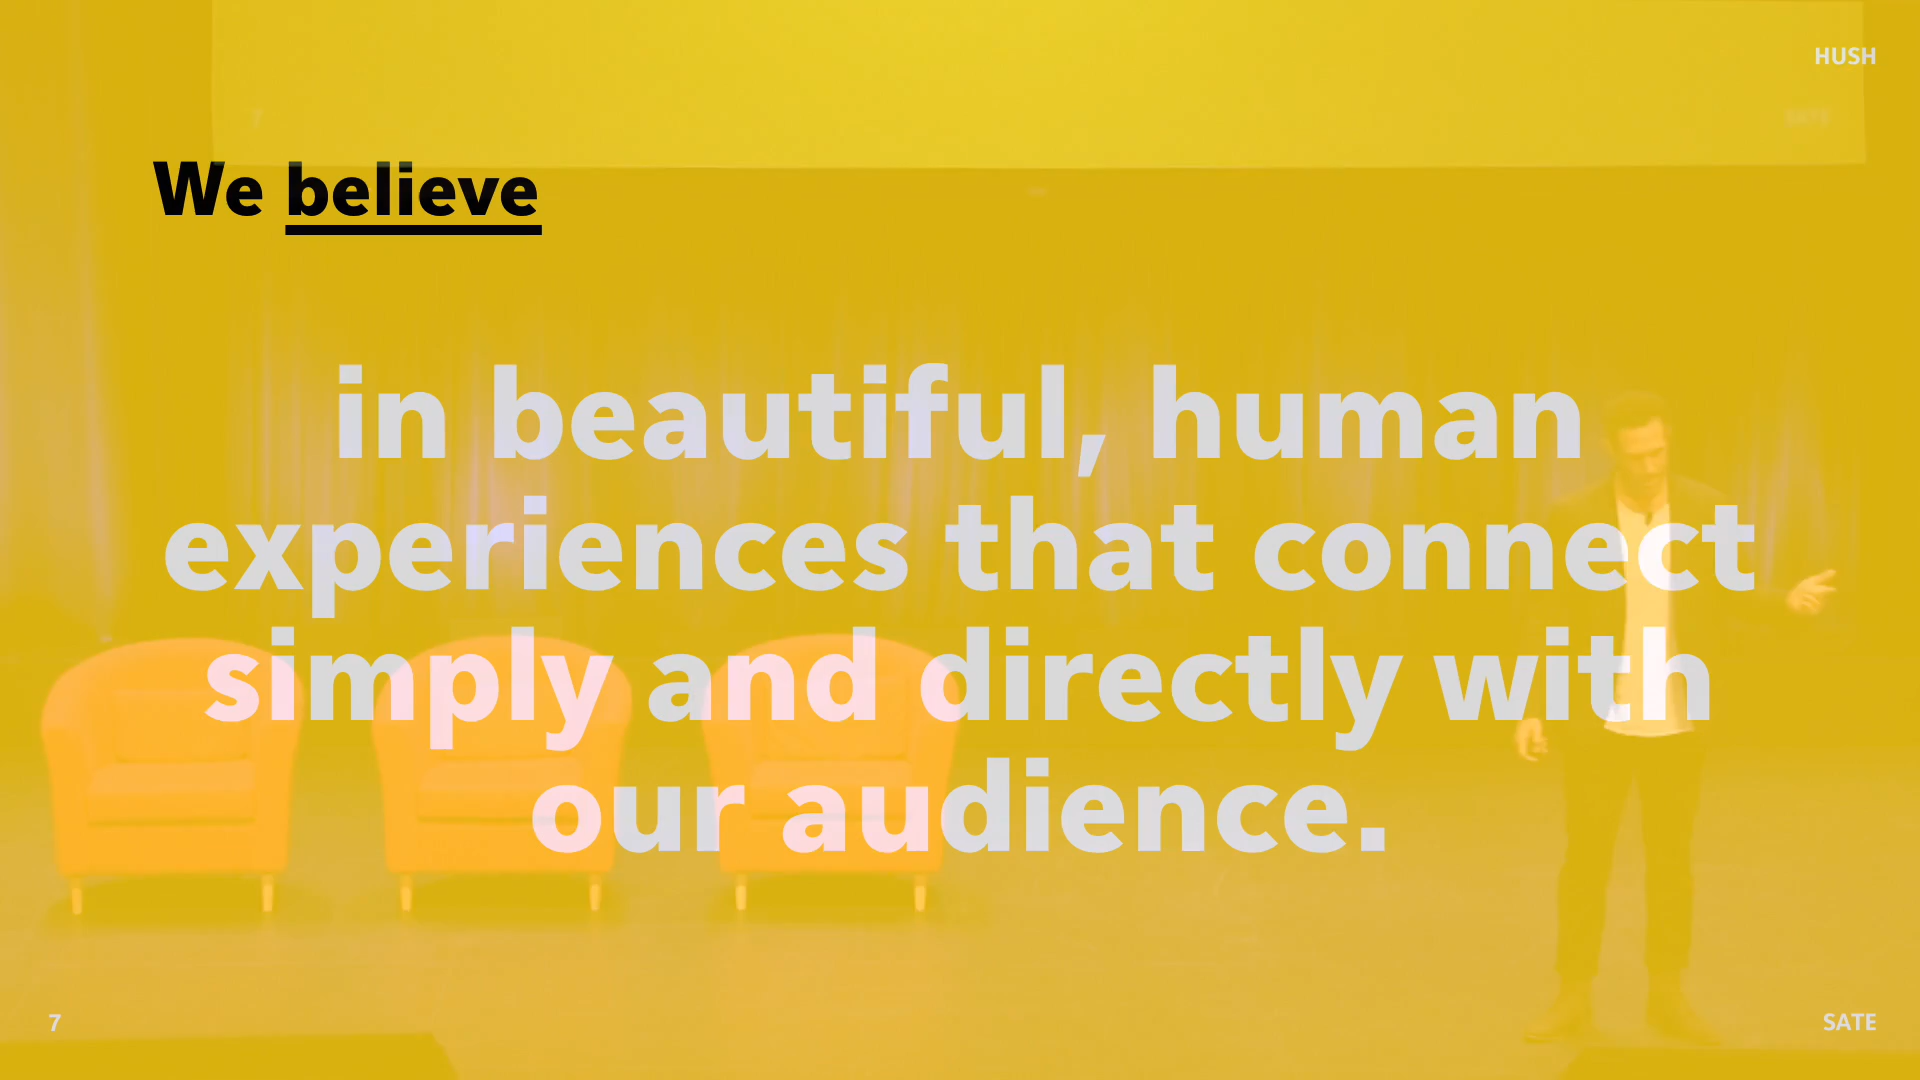 HUSH
We believe
in beautiful, human
experiences that connect
simply and directly with
our audience.
7
SATE